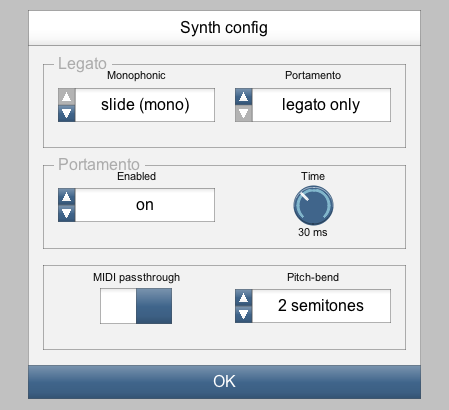 Synth config
Legato
Monophonic Portamento
slide (mono) legato only
Portamento
Enabled Time
on
30 ms
MIDI passthrough Pitch-bend
2 semitones
OK